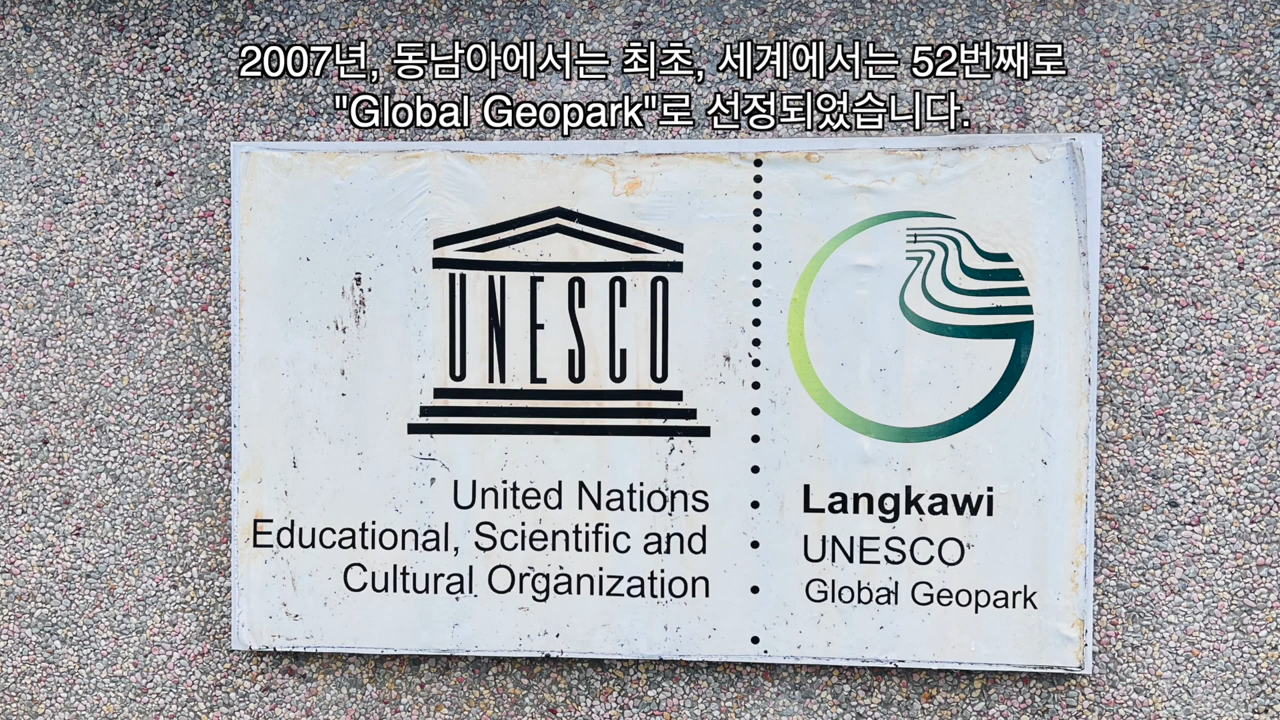 2007년, 동남아에서는 최초, 세계에서는 52번째로
"Global Geopark"로 선정되었습니다.
UNESCO
United Nations
Educational, Scientific and
Cultural Organization
Langkawi
UNESCO
Global Geopark